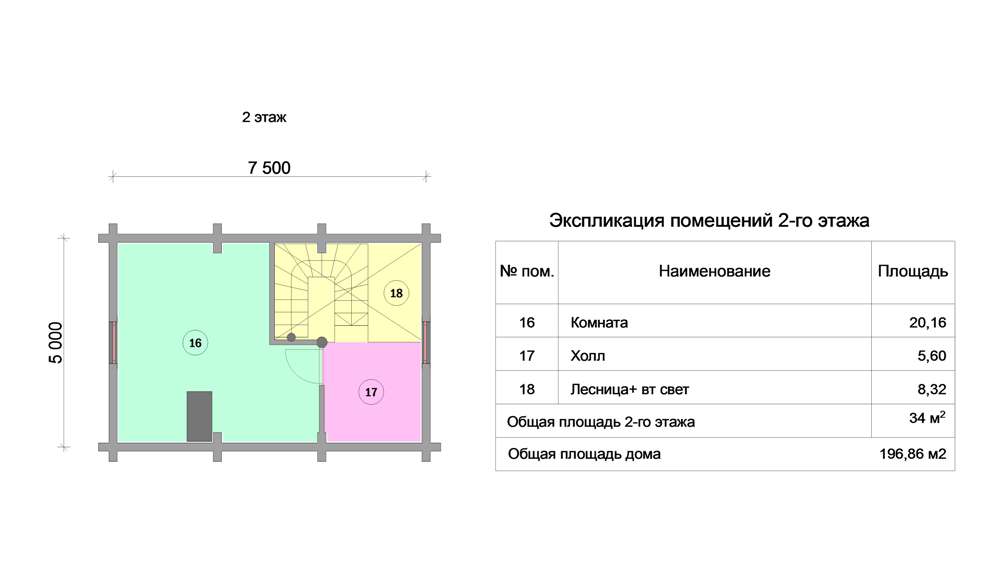 2 этаж
7 500
5 000
16
17
18
Экспликация помещений 2-го этажа
№ пом. Наименование Площадь
16 Комната 20,16
17 Холл 5,60
18 Лесница+ вт свет 8,32
Общая площадь 2-го этажа 34 м²
Общая площадь дома 196,86 м2